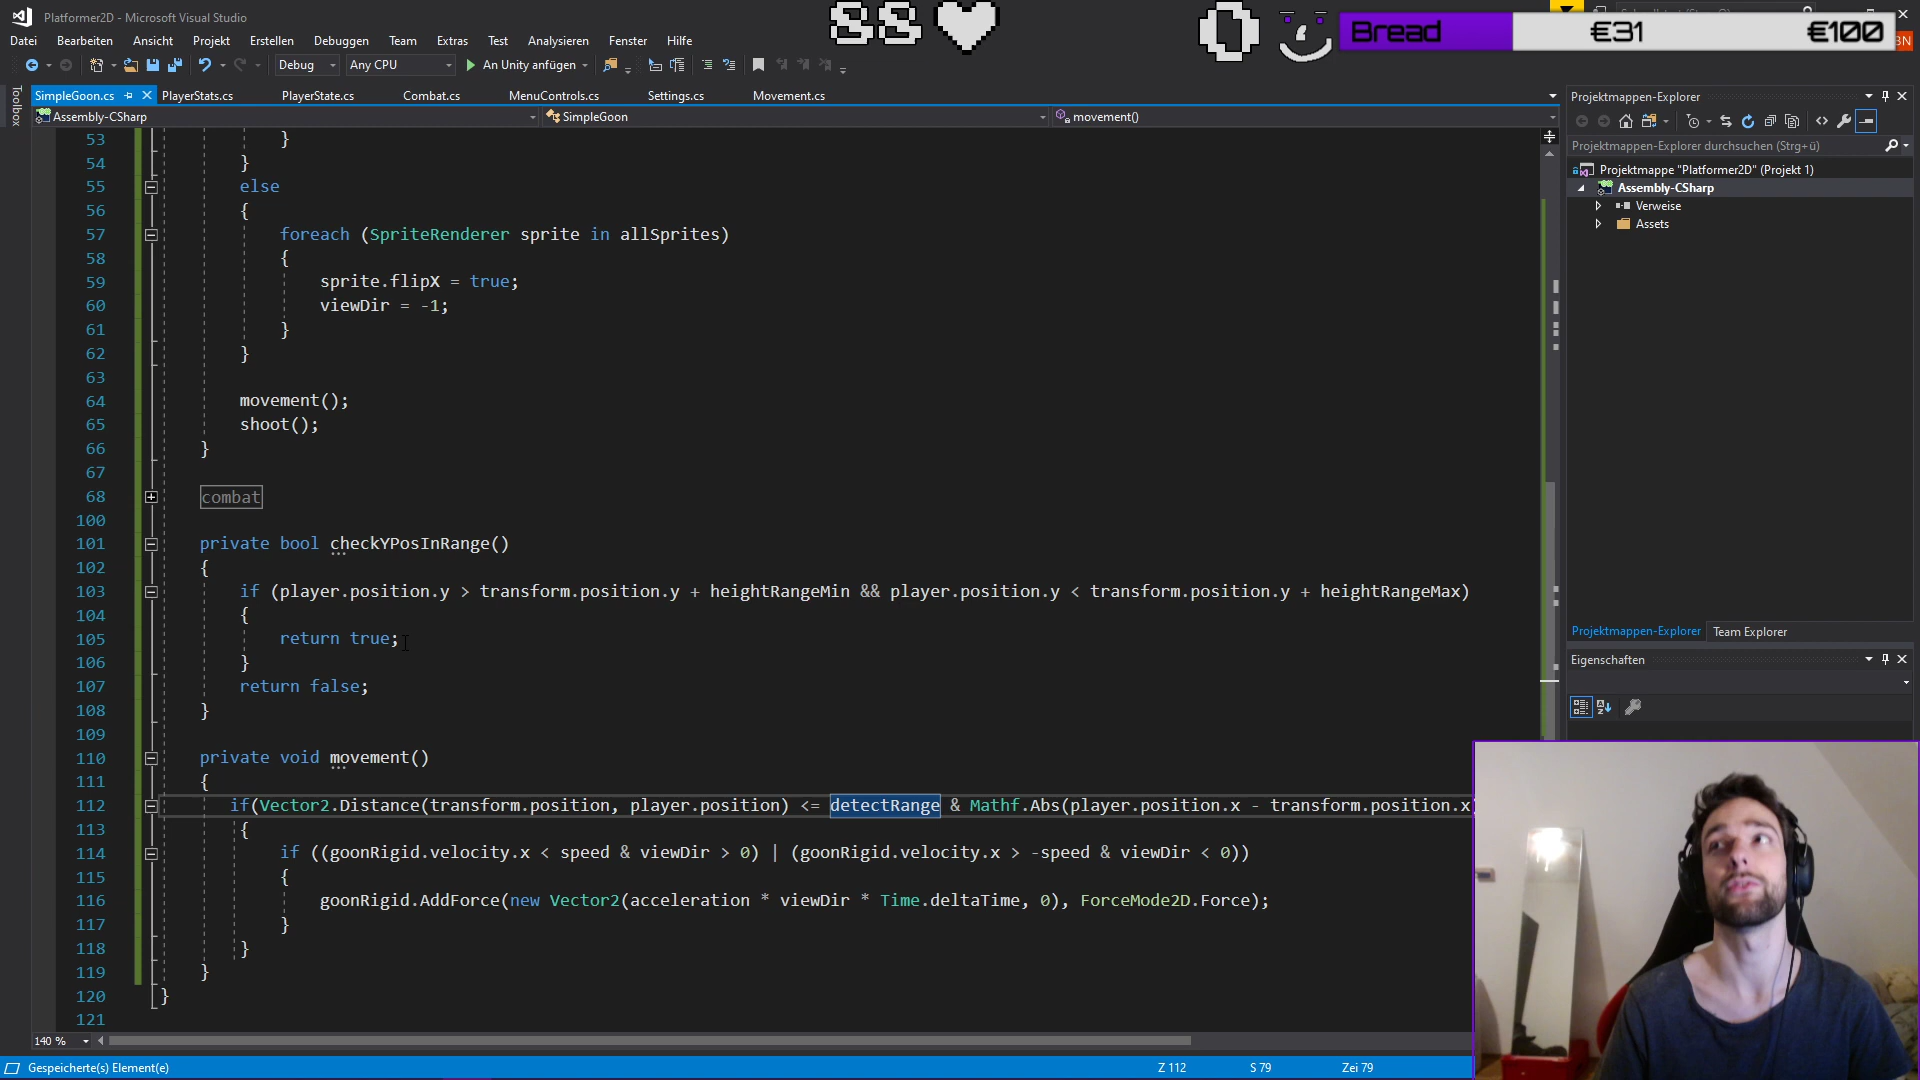 Platformer2D - Microsoft Visual Studio
88
0
Bread
€31
€100
Datei Bearbeiten Ansicht Projekt Erstellen Debuggen Team Extras Test Analysieren Fenster Hilfe
Debug Any CPU An Unity anfügen
Toolbox
SimpleGoon.cs PlayerStats.cs PlayerState.cs Combat.cs MenuControls.cs Settings.cs Movement.cs
Assembly-CSharp SimpleGoon movement()
53 }
54 }
55 else
56 {
57 foreach (SpriteRenderer sprite in allSprites)
58 {
59 sprite.flipX = true;
60 viewDir = -1;
61 }
62 }
63
64 movement();
65 shoot();
66 }
67
68 combat
100
101 private bool checkYPosInRange()
102 {
103 if (player.position.y > transform.position.y + heightRangeMin && player.position.y < transform.position.y + heightRangeMax)
104 {
105 return true;
106 }
107 return false;
108 }
109
110 private void movement()
111 {
112 if(Vector2.Distance(transform.position, player.position) <= detectRange & Mathf.Abs(player.position.x - transform.position.x
113 {
114 if ((goonRigid.velocity.x < speed & viewDir > 0) | (goonRigid.velocity.x > -speed & viewDir < 0))
115 {
116 goonRigid.AddForce(new Vector2(acceleration * viewDir * Time.deltaTime, 0), ForceMode2D.Force);
117 }
118 }
119 }
120 }
121
140 %
Gespeicherte(s) Element(e)
Z 112 S 79 Zei 79
Projektmappen-Explorer
Projektmappen-Explorer durchsuchen (Strg+ü)
Projektmappe "Platformer2D" (Projekt 1)
Assembly-CSharp
Verweise
Assets
Projektmappen-Explorer Team Explorer
Eigenschaften